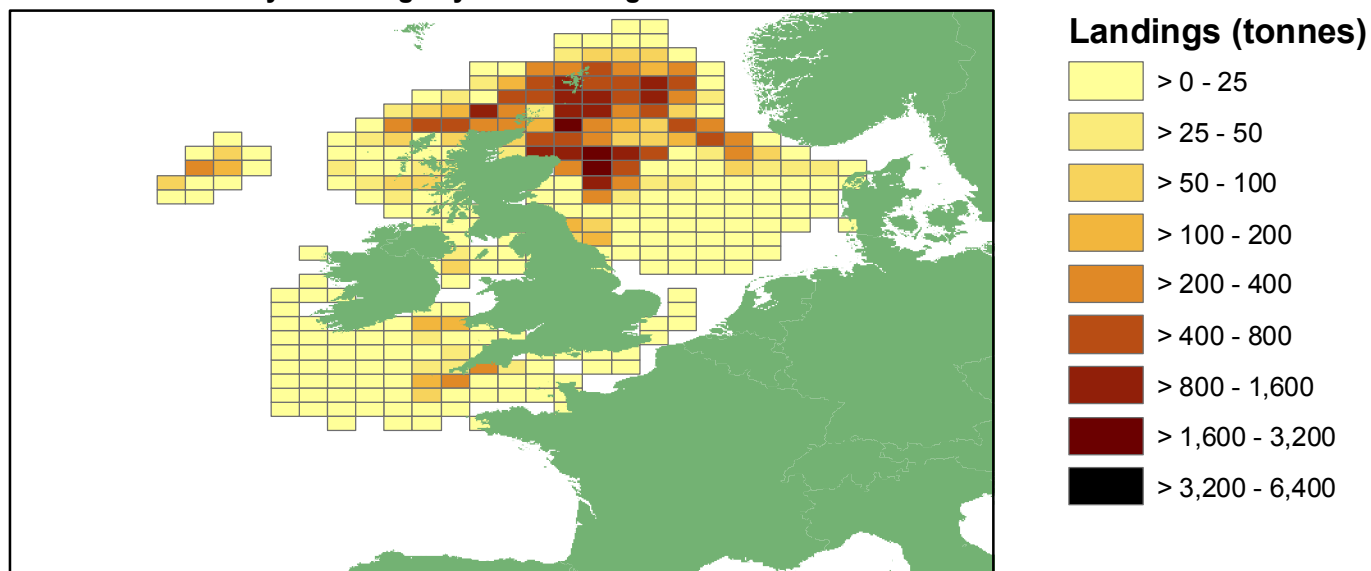 Landings (tonnes)
> 0 - 25
> 25 - 50
> 50 - 100
> 100 - 200
> 200 - 400
> 400 - 800
> 800 - 1,600
> 1,600 - 3,200
> 3,200 - 6,400